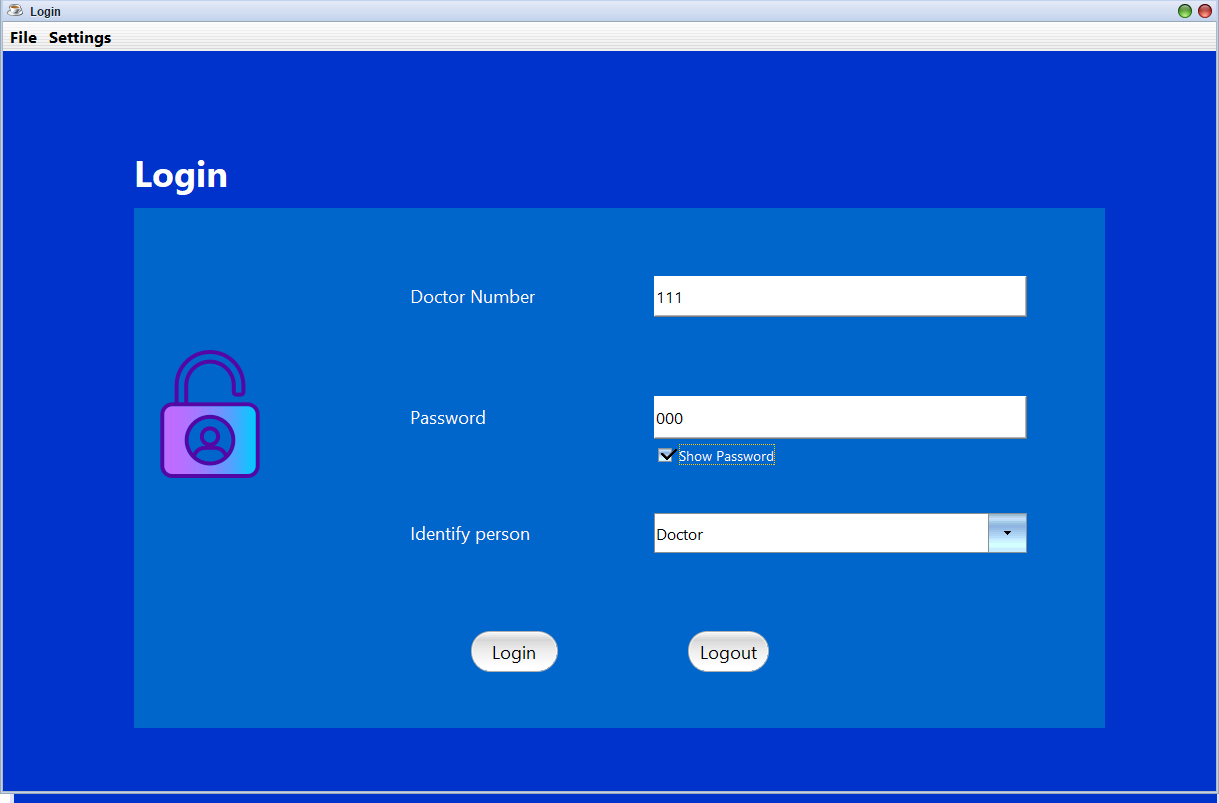 Login
File Settings
Login
Doctor Number 111
Password 000
Show Password
Identify person Doctor
Login Logout